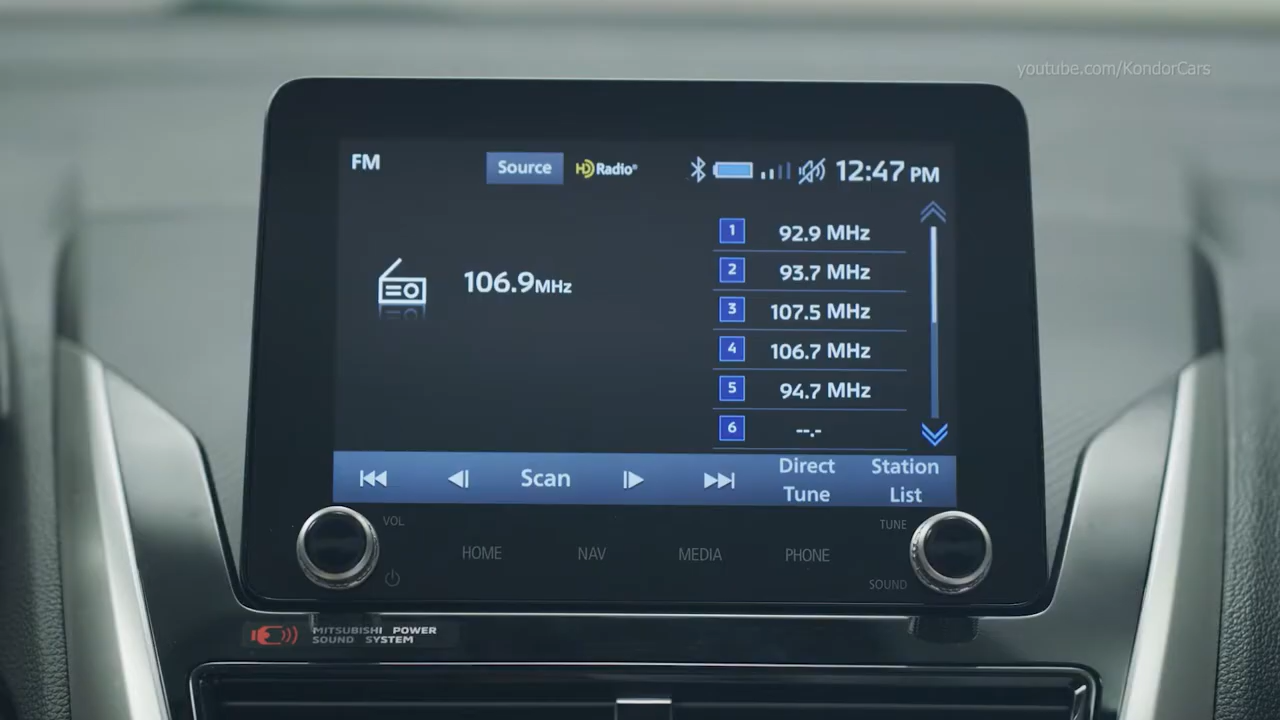 youtube.com/KondorCars
FM
Source
HD Radio®
12:47 PM
106.9MHz
1 92.9 MHz
2 93.7 MHz
3 107.5 MHz
4 106.7 MHz
5 94.7 MHz
6 --.-
Scan
Direct
Tune
Station
List
VOL
TUNE
HOME
NAV
MEDIA
PHONE
SOUND
MITSUBISHI POWER
SOUND SYSTEM